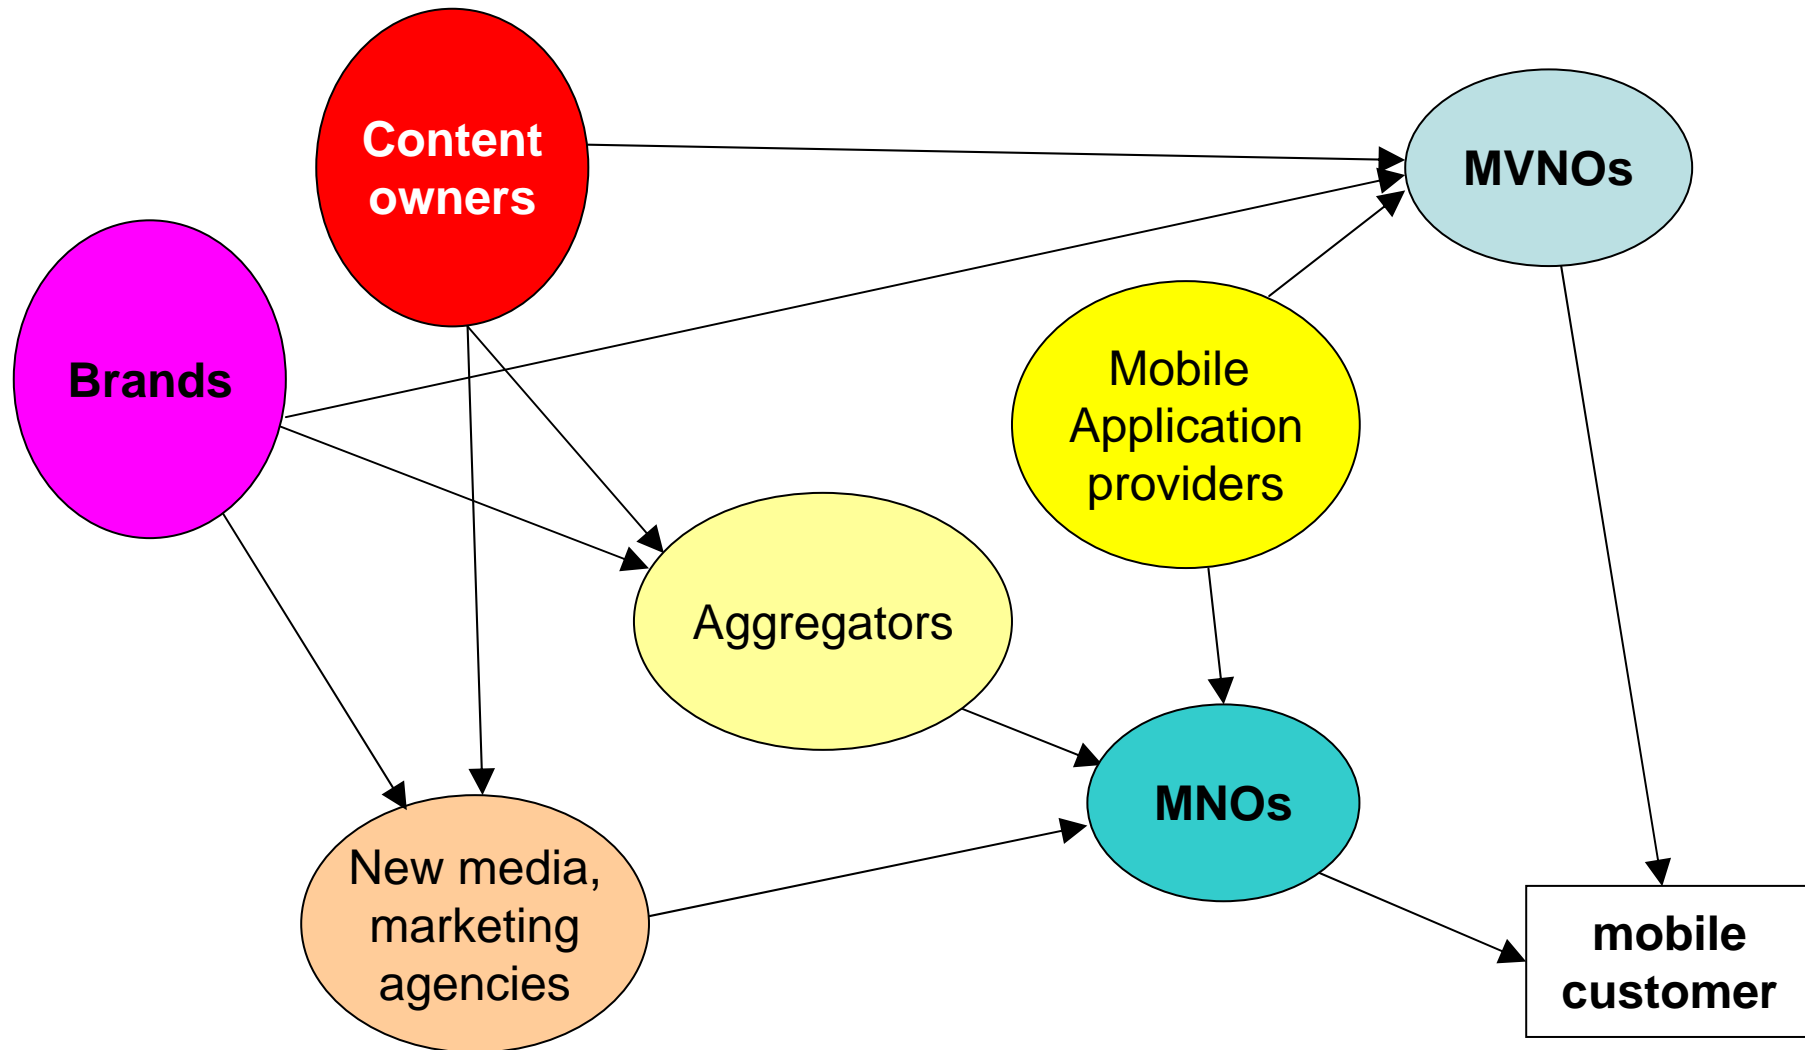 Content
owners
MVNOs
Brands
Mobile
Application
providers
Aggregators
MNOs
New media,
marketing
agencies
mobile
customer